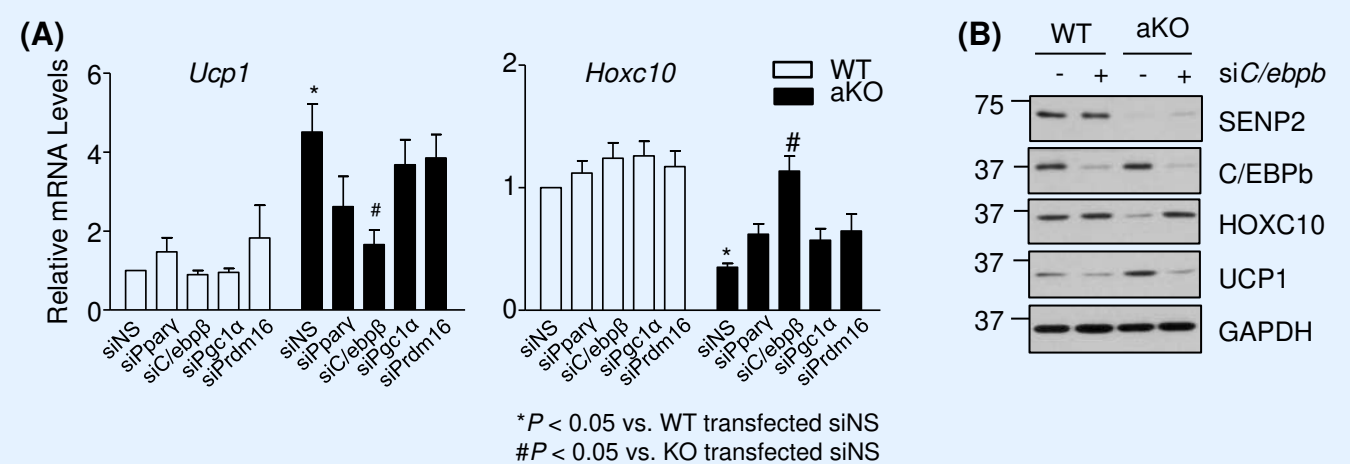 (A)
Relative mRNA Levels
Ucp1
6
4
2
0
siNS
siPparγ
siC/ebpβ
siPgc1α
siPrdm16
siNS
siPparγ
siC/ebpβ
siPgc1α
siPrdm16
*
#
Hoxc10
2
1
0
siNS
siPparγ
siC/ebpβ
siPgc1α
siPrdm16
siNS
siPparγ
siC/ebpβ
siPgc1α
siPrdm16
*
#
WT
aKO
*P < 0.05 vs. WT transfected siNS
#P < 0.05 vs. KO transfected siNS
(B)
WT aKO
- + - + siC/ebpb
75 SENP2
37 C/EBPb
37 HOXC10
37 UCP1
37 GAPDH